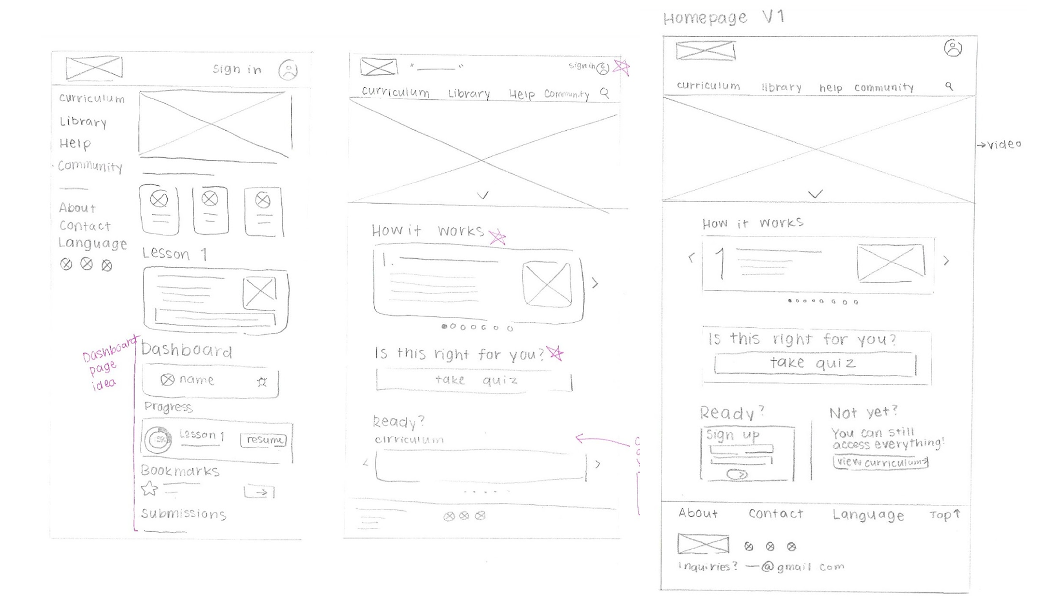 Sign in
curriculum
Library
Help
Community
About
Contact
Language
Lesson 1
Dashboard page idea
Dashboard
name
Progress
Lesson 1 resume
Bookmarks
Submissions
" "
sign in
curriculum Library Help Community
How it works
1.
Is this right for you?
take quiz
Ready?
cirriculum
Homepage V1
curriculum library help community
→video
How it works
1
Is this right for you?
take quiz
Ready?
Sign up
Not yet?
You can still
access everything!
view curriculum
About Contact Language Top↑
inquiries? —@gmail com